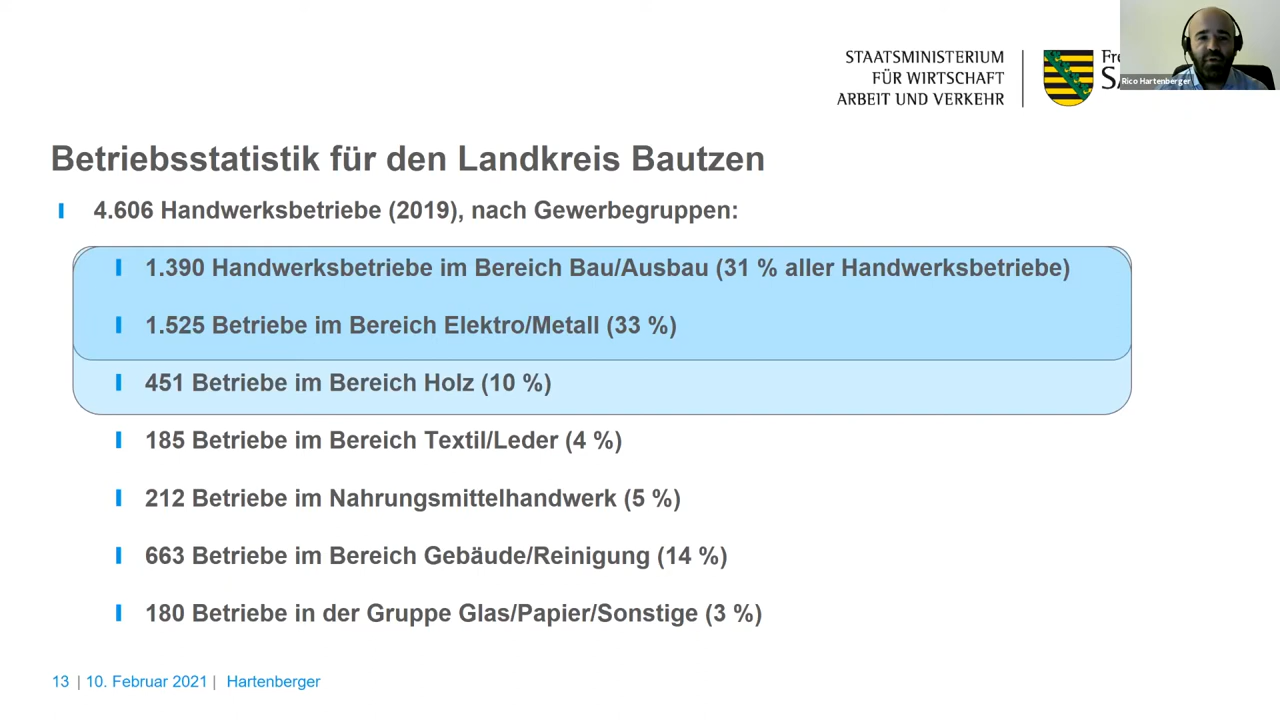 STAATSMINISTERIUM
FÜR WIRTSCHAFT
ARBEIT UND VERKEHR
Rico Hartenberger
Betriebsstatistik für den Landkreis Bautzen
4.606 Handwerksbetriebe (2019), nach Gewerbegruppen:
1.390 Handwerksbetriebe im Bereich Bau/Ausbau (31 % aller Handwerksbetriebe)
1.525 Betriebe im Bereich Elektro/Metall (33 %)
451 Betriebe im Bereich Holz (10 %)
185 Betriebe im Bereich Textil/Leder (4 %)
212 Betriebe im Nahrungsmittelhandwerk (5 %)
663 Betriebe im Bereich Gebäude/Reinigung (14 %)
180 Betriebe in der Gruppe Glas/Papier/Sonstige (3 %)
13 | 10. Februar 2021 | Hartenberger